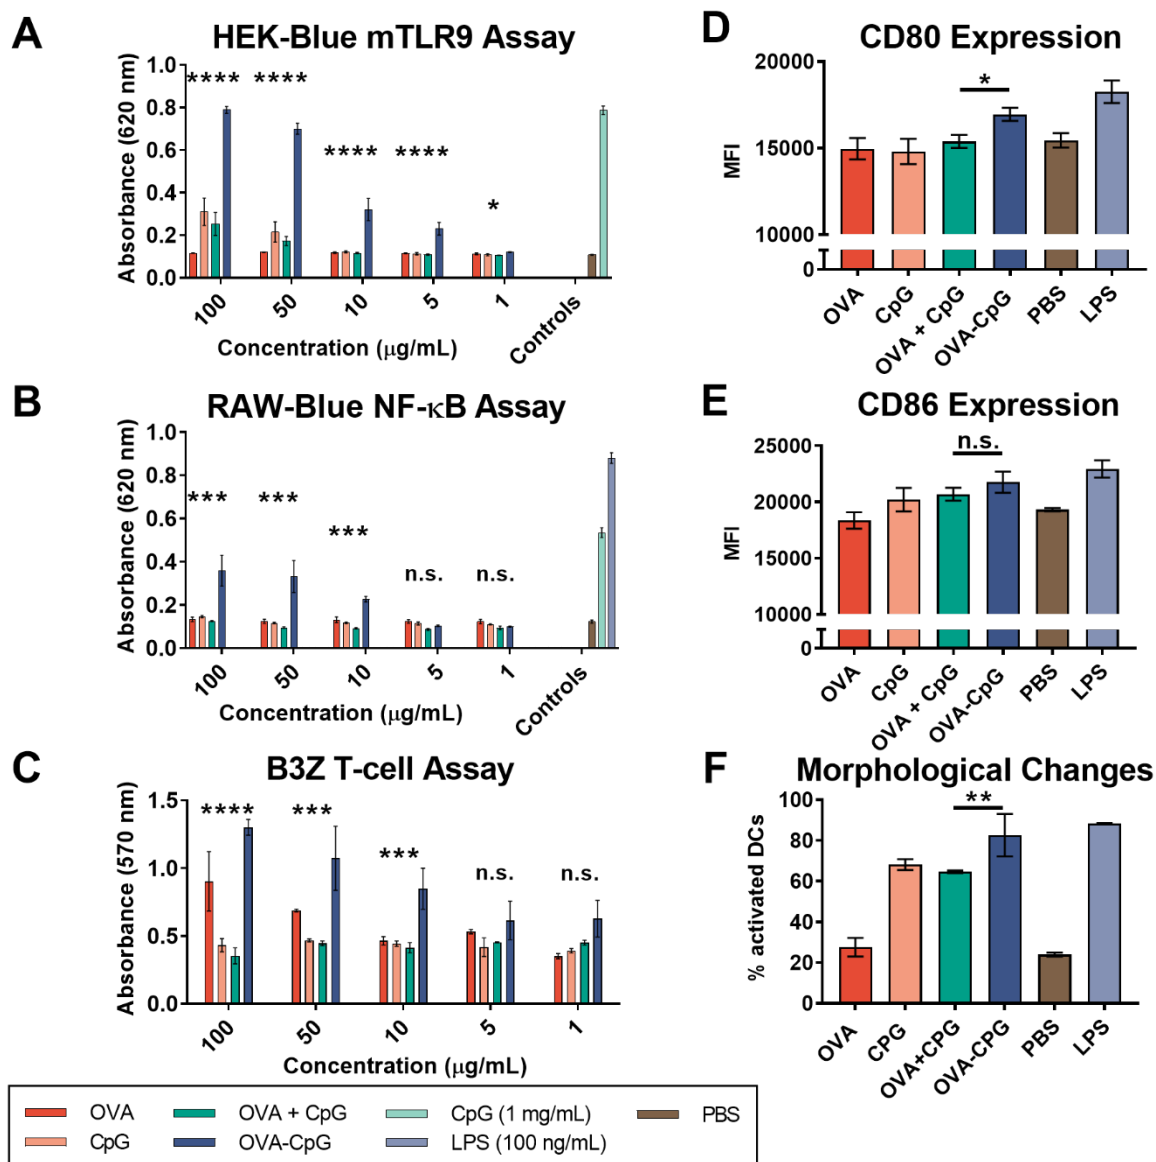 A
HEK-Blue mTLR9 Assay
Absorbance (620 nm)
1.0
0.8
0.6
0.4
0.2
0.0
**** **** **** **** *
100 50 10 5 1 Controls
Concentration (μg/mL)
B
RAW-Blue NF-κB Assay
Absorbance (620 nm)
1.0
0.8
0.6
0.4
0.2
0.0
*** *** *** n.s. n.s.
100 50 10 5 1 Controls
Concentration (μg/mL)
C
B3Z T-cell Assay
Absorbance (570 nm)
1.5
1.0
0.5
0.0
**** *** *** n.s. n.s.
100 50 10 5 1
Concentration (μg/mL)
D
CD80 Expression
MFI
20000
15000
10000
0
*
OVA CpG OVA + CpG OVA-CpG PBS LPS
E
CD86 Expression
MFI
25000
20000
15000
10000
0
n.s.
OVA CpG OVA + CpG OVA-CpG PBS LPS
F
Morphological Changes
% activated DCs
100
80
60
40
20
0
**
OVA CPG OVA+CPG OVA-CPG PBS LPS
OVA OVA + CpG CpG (1 mg/mL) PBS
CpG OVA-CpG LPS (100 ng/mL)